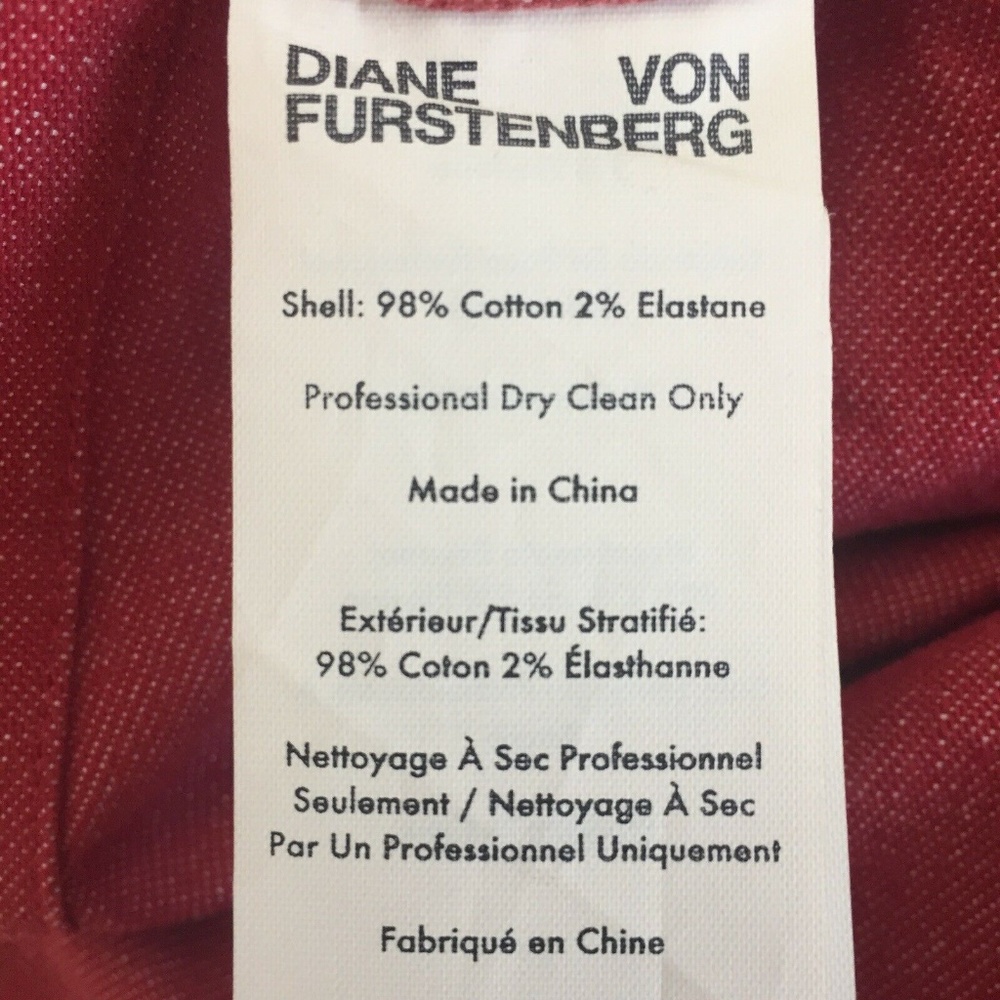 DIANE VON
FURSTENBERG
Shell: 98% Cotton 2% Elastane
Professional Dry Clean Only
Made in China
Extérieur/Tissu Stratifié:
98% Coton 2% Élasthanne
Nettoyage À Sec Professionnel
Seulement / Nettoyage À Sec
Par Un Professionnel Uniquement
Fabriqué en Chine